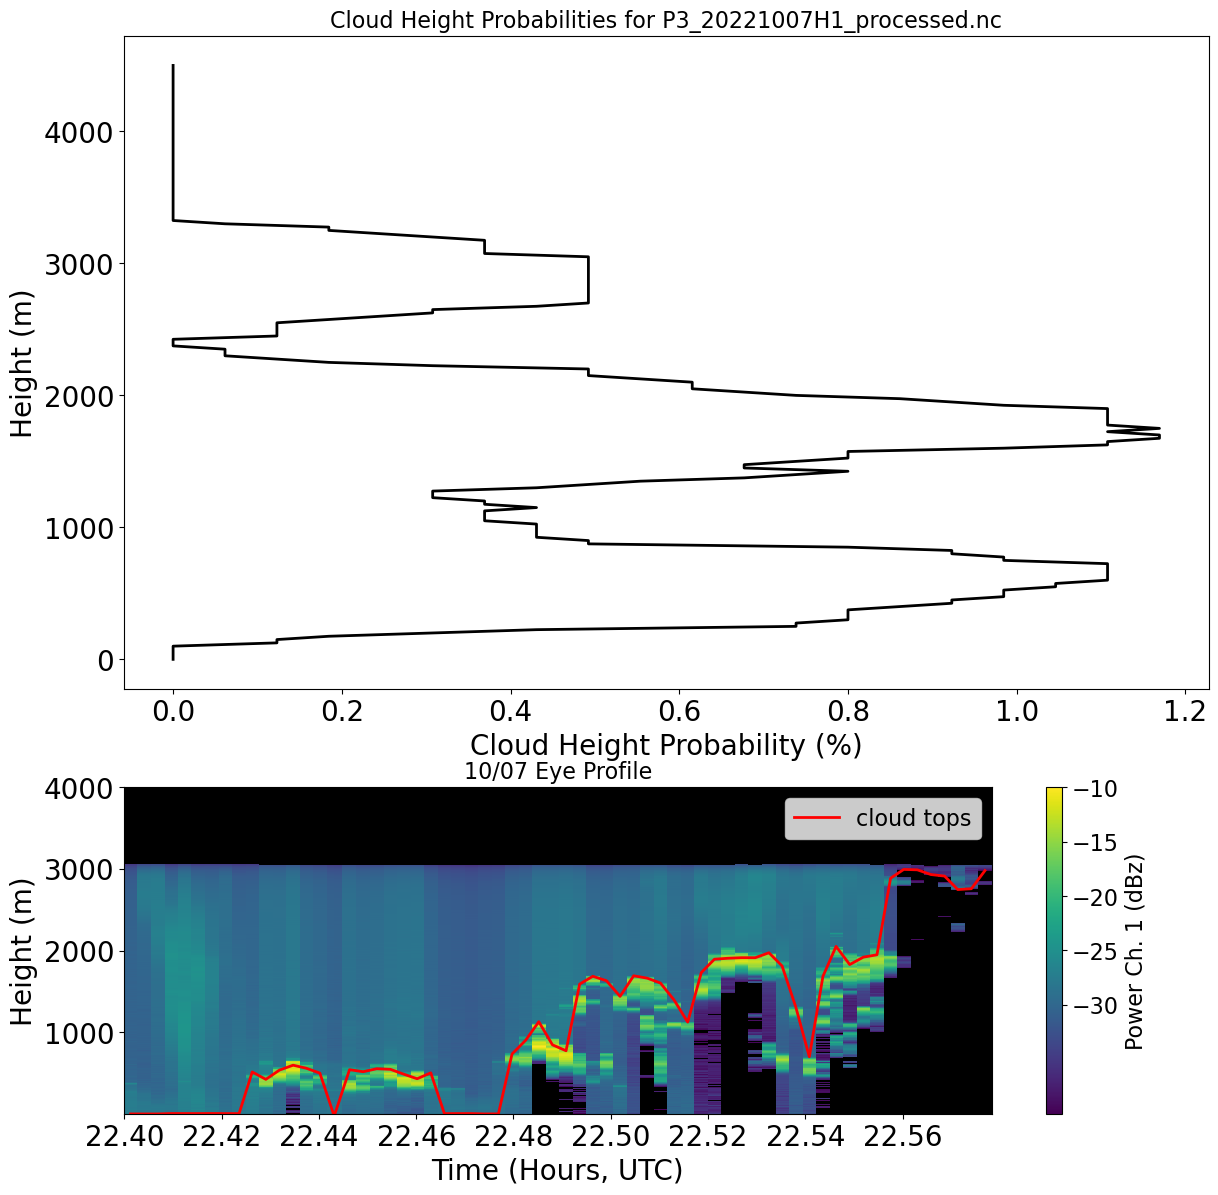 Cloud Height Probabilities for P3_20221007H1_processed.nc
4000
3000
2000
1000
0
Height (m)
0.0 0.2 0.4 0.6 0.8 1.0 1.2
Cloud Height Probability (%)
10/07 Eye Profile
4000
3000
2000
1000
Height (m)
cloud tops
22.40 22.42 22.44 22.46 22.48 22.50 22.52 22.54 22.56
Time (Hours, UTC)
−10
−15
−20
−25
−30
Power Ch. 1 (dBz)